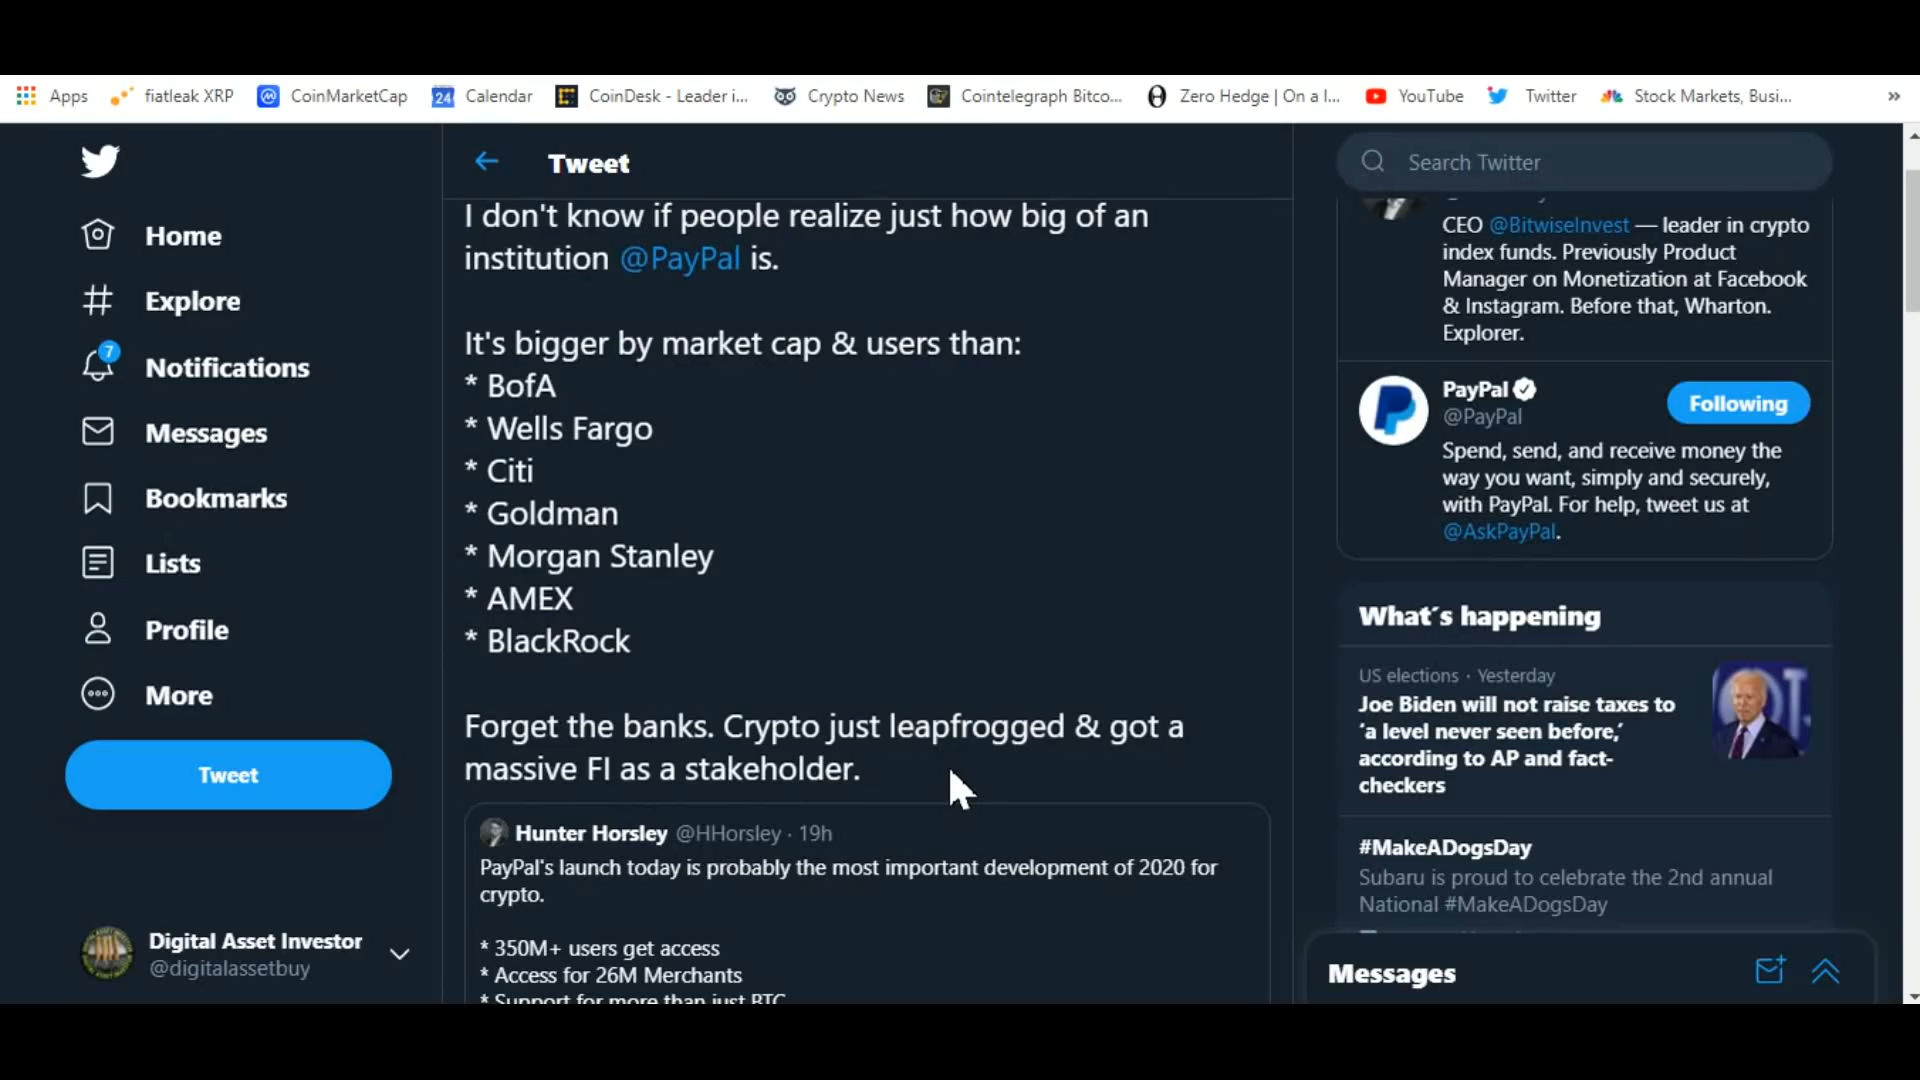 Apps
fiatleak XRP
CoinMarketCap
24
Calendar
CoinDesk - Leader i...
Crypto News
Cointelegraph Bitco...
Zero Hedge | On a l...
YouTube
Twitter
Stock Markets, Busi...
»
Home
Explore
7
Notifications
Messages
Bookmarks
Lists
Profile
More
Tweet
Digital Asset Investor
@digitalassetbuy
Tweet
I don't know if people realize just how big of an
institution @PayPal is.
It's bigger by market cap & users than:
* BofA
* Wells Fargo
* Citi
* Goldman
* Morgan Stanley
* AMEX
* BlackRock
Forget the banks. Crypto just leapfrogged & got a
massive FI as a stakeholder.
Hunter Horsley @HHorsley · 19h
PayPal's launch today is probably the most important development of 2020 for
crypto.
* 350M+ users get access
* Access for 26M Merchants
* Support for more than just BTC
Search Twitter
CEO @BitwiseInvest — leader in crypto
index funds. Previously Product
Manager on Monetization at Facebook
& Instagram. Before that, Wharton.
Explorer.
PayPal
@PayPal
Following
Spend, send, and receive money the
way you want, simply and securely,
with PayPal. For help, tweet us at
@AskPayPal.
What's happening
US elections · Yesterday
Joe Biden will not raise taxes to
‘a level never seen before,’
according to AP and fact-
checkers
#MakeADogsDay
Subaru is proud to celebrate the 2nd annual
National #MakeADogsDay
Messages